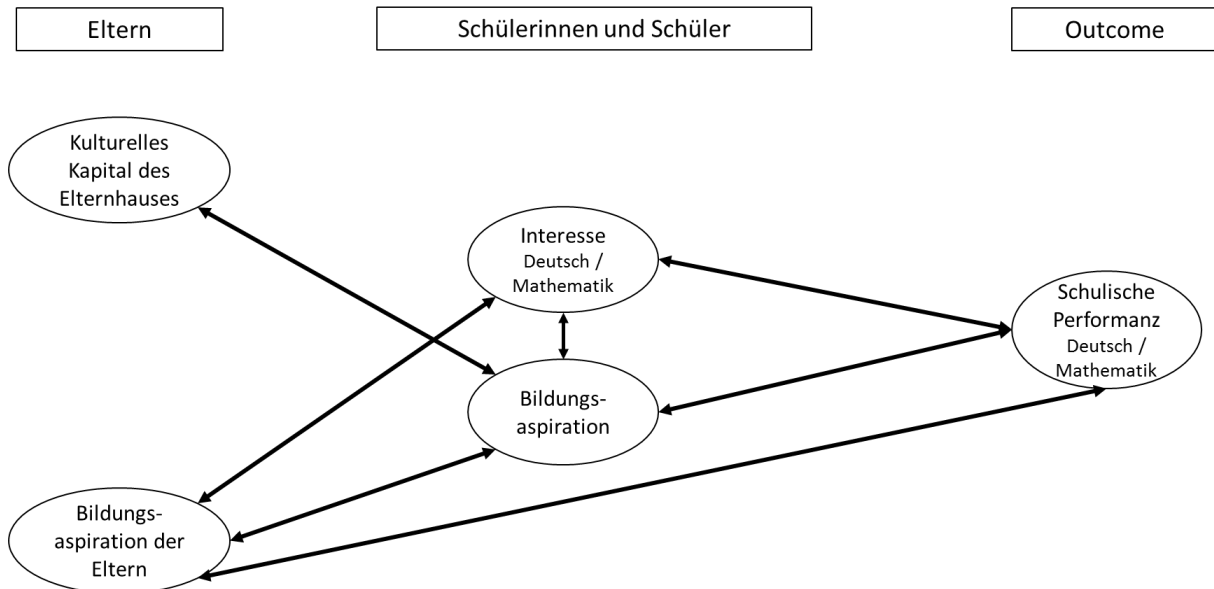 Eltern
Schülerinnen und Schüler
Outcome
Kulturelles
Kapital des
Elternhauses
Interesse
Deutsch /
Mathematik
Schulische
Performanz
Deutsch /
Mathematik
Bildungs-
aspiration
Bildungs-
aspiration der
Eltern